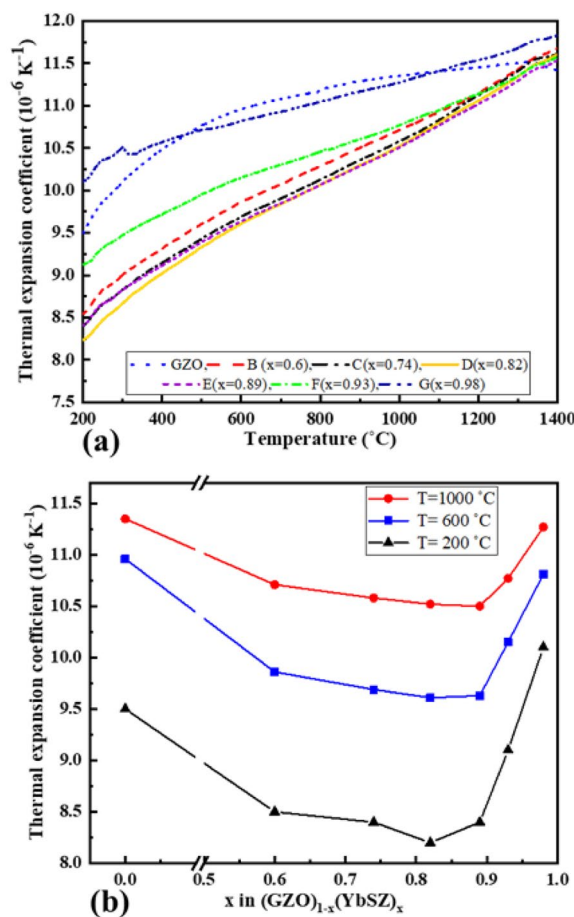 12.0
11.5
11.0
10.5
10.0
9.5
9.0
8.5
8.0
7.5
Thermal expansion coefficient (10⁻⁶ K⁻¹)
GZO, B (x=0.6), C(x=0.74), D(x=0.82)
E(x=0.89), F(x=0.93), G(x=0.98)
200 400 600 800 1000 1200 1400
(a) Temperature (˚C)
11.5
11.0
10.5
10.0
9.5
9.0
8.5
8.0
Thermal expansion coefficient (10⁻⁶ K⁻¹)
T=1000 ˚C
T= 600 ˚C
T= 200 ˚C
0.0 0.5 0.6 0.7 0.8 0.9 1.0
(b) x in (GZO)₁₋ₓ(YbSZ)ₓ